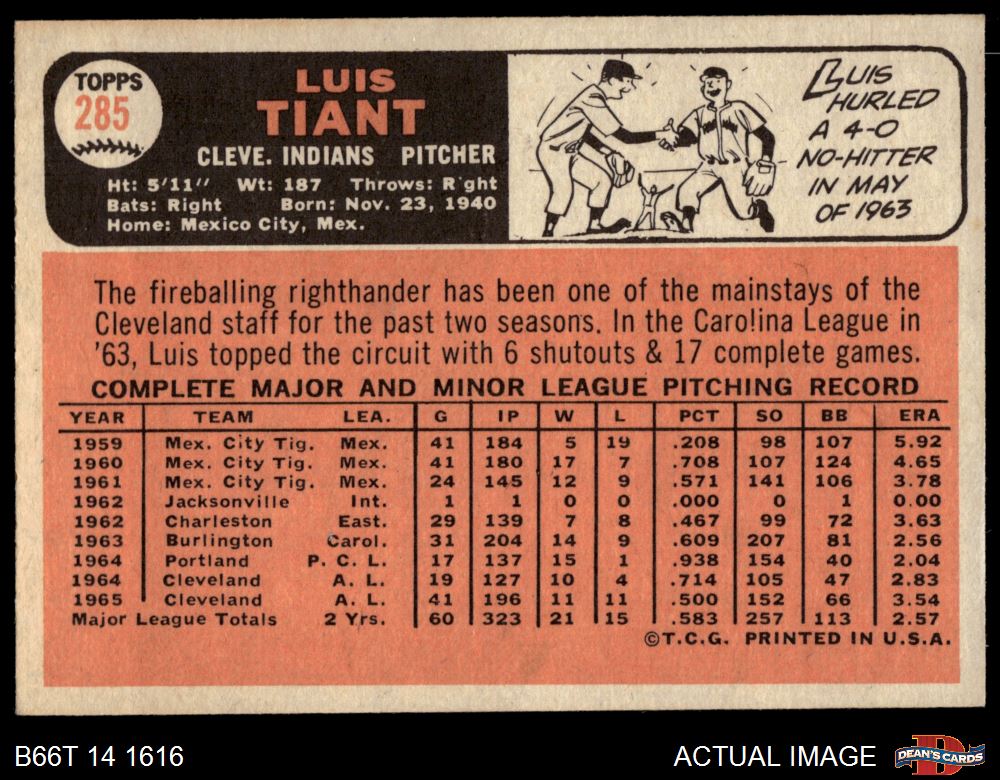 TOPPS
285
LUIS
TIANT
CLEVE. INDIANS PITCHER
Ht: 5'11" Wt: 187 Throws: R ght
Bats: Right Born: Nov. 23, 1940
Home: Mexico City, Mex.
LUIS
HURLED
A 4-0
NO-HITTER
IN MAY
OF 1963
The fireballing righthander has been one of the mainstays of the
Cleveland staff for the past two seasons. In the Carolina League in
'63, Luis topped the circuit with 6 shutouts & 17 complete games.
COMPLETE MAJOR AND MINOR LEAGUE PITCHING RECORD
YEAR TEAM LEA. G IP W L PCT SO BB ERA
1959 Mex. City Tig. Mex. 41 184 5 19 .208 98 107 5.92
1960 Mex. City Tig. Mex. 41 180 17 7 .708 107 124 4.65
1961 Mex. City Tig. Mex. 24 145 12 9 .571 141 106 3.78
1962 Jacksonville Int. 1 1 0 0 .000 0 1 0.00
1962 Charleston East. 29 139 7 8 .467 99 72 3.63
1963 Burlington Carol. 31 204 14 9 .609 207 81 2.56
1964 Portland P. C. L. 17 137 15 1 .938 154 40 2.04
1964 Cleveland A. L. 19 127 10 4 .714 105 47 2.83
1965 Cleveland A. L. 41 196 11 11 .500 152 66 3.54
Major League Totals 2 Yrs. 60 323 21 15 .583 257 113 2.57
©T.C.G. PRINTED IN U.S.A.
B66T 14 1616
ACTUAL IMAGE
DEAN'S CARDS